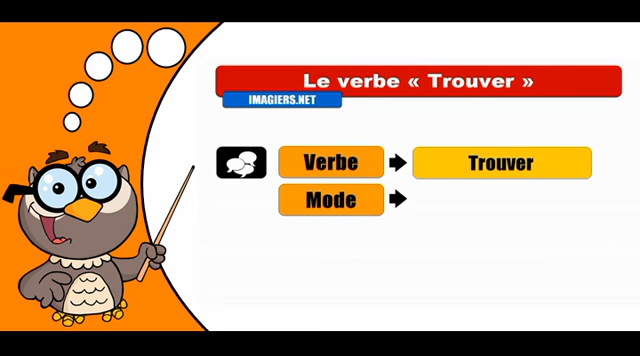 Le verbe « Trouver »
IMAGIERS.NET
Verbe
Trouver
Mode